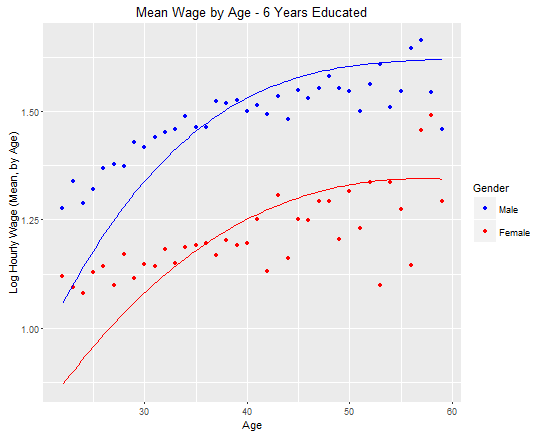 Mean Wage by Age - 6 Years Educated
Log Hourly Wage (Mean, by Age)
1.50
1.25
1.00
30
40
50
60
Age
Gender
Male
Female